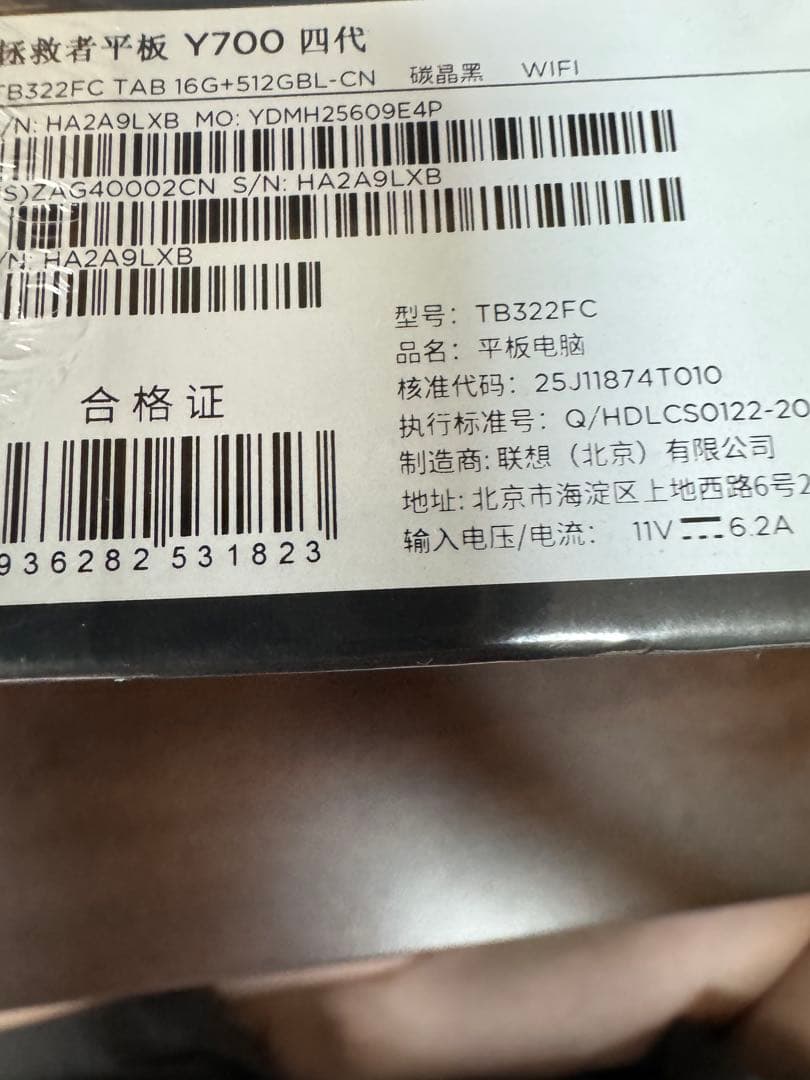 拯救者平板 Y700 四代
TB322FC TAB 16G+512GBL-CN 碳晶黑 WIFI
/N: HA2A9LXB MO: YDMH25609E4P
S)ZAG40002CN S/N: HA2A9LXB
/N: HA2A9LXB
型号: TB322FC
品名: 平板电脑
核准代码: 25J11874T010
执行标准号: Q/HDLCS0122-20
制造商: 联想（北京）有限公司
地址: 北京市海淀区上地西路6号2
输入电压/电流: 11V 6.2A
合格证
936282 531823